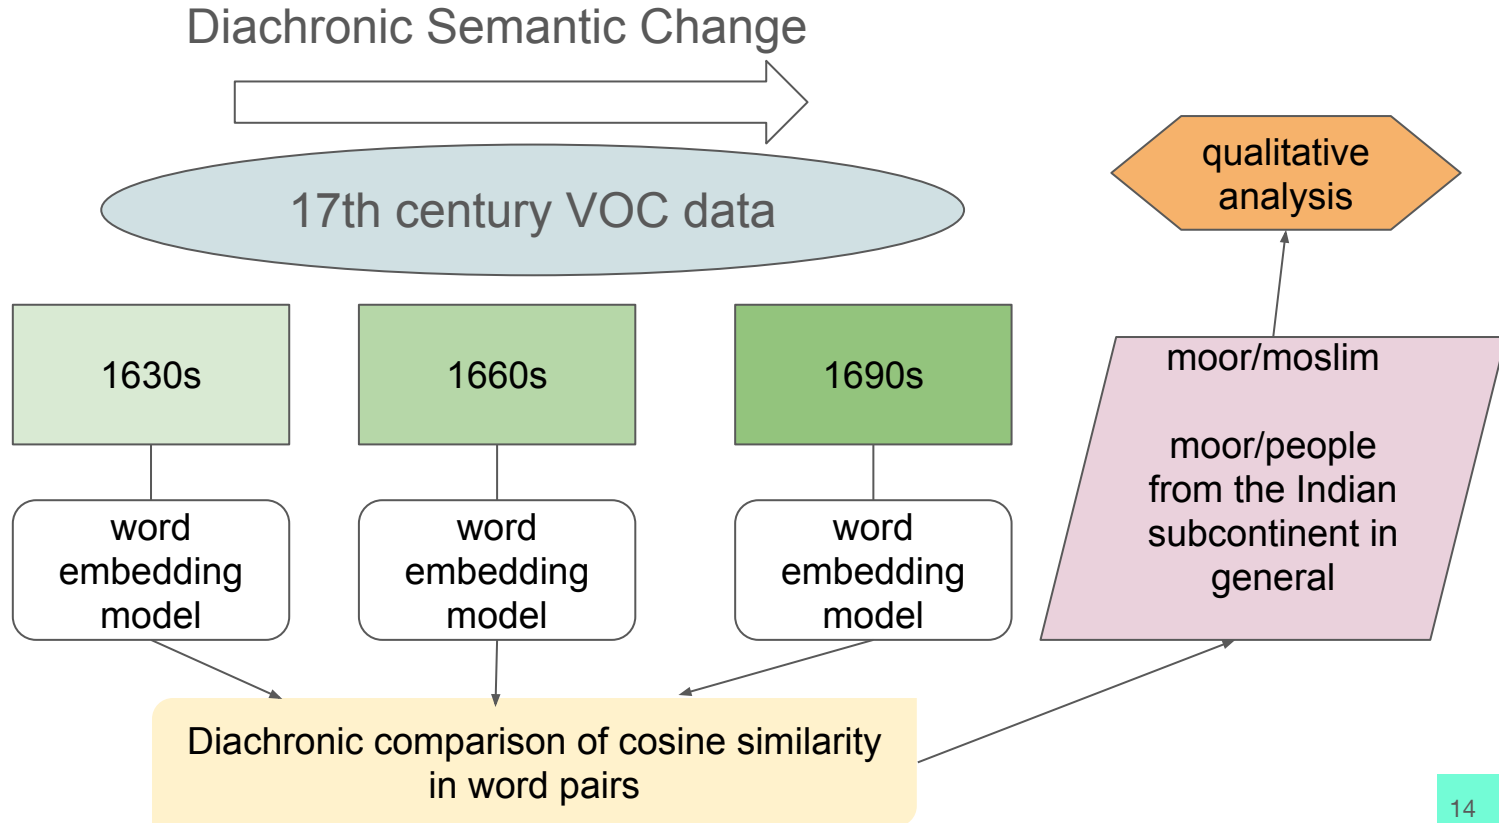 Diachronic Semantic Change
17th century VOC data
1630s
1660s
1690s
word
embedding
model
word
embedding
model
word
embedding
model
Diachronic comparison of cosine similarity
in word pairs
moor/moslim
moor/people
from the Indian
subcontinent in
general
qualitative
analysis
14